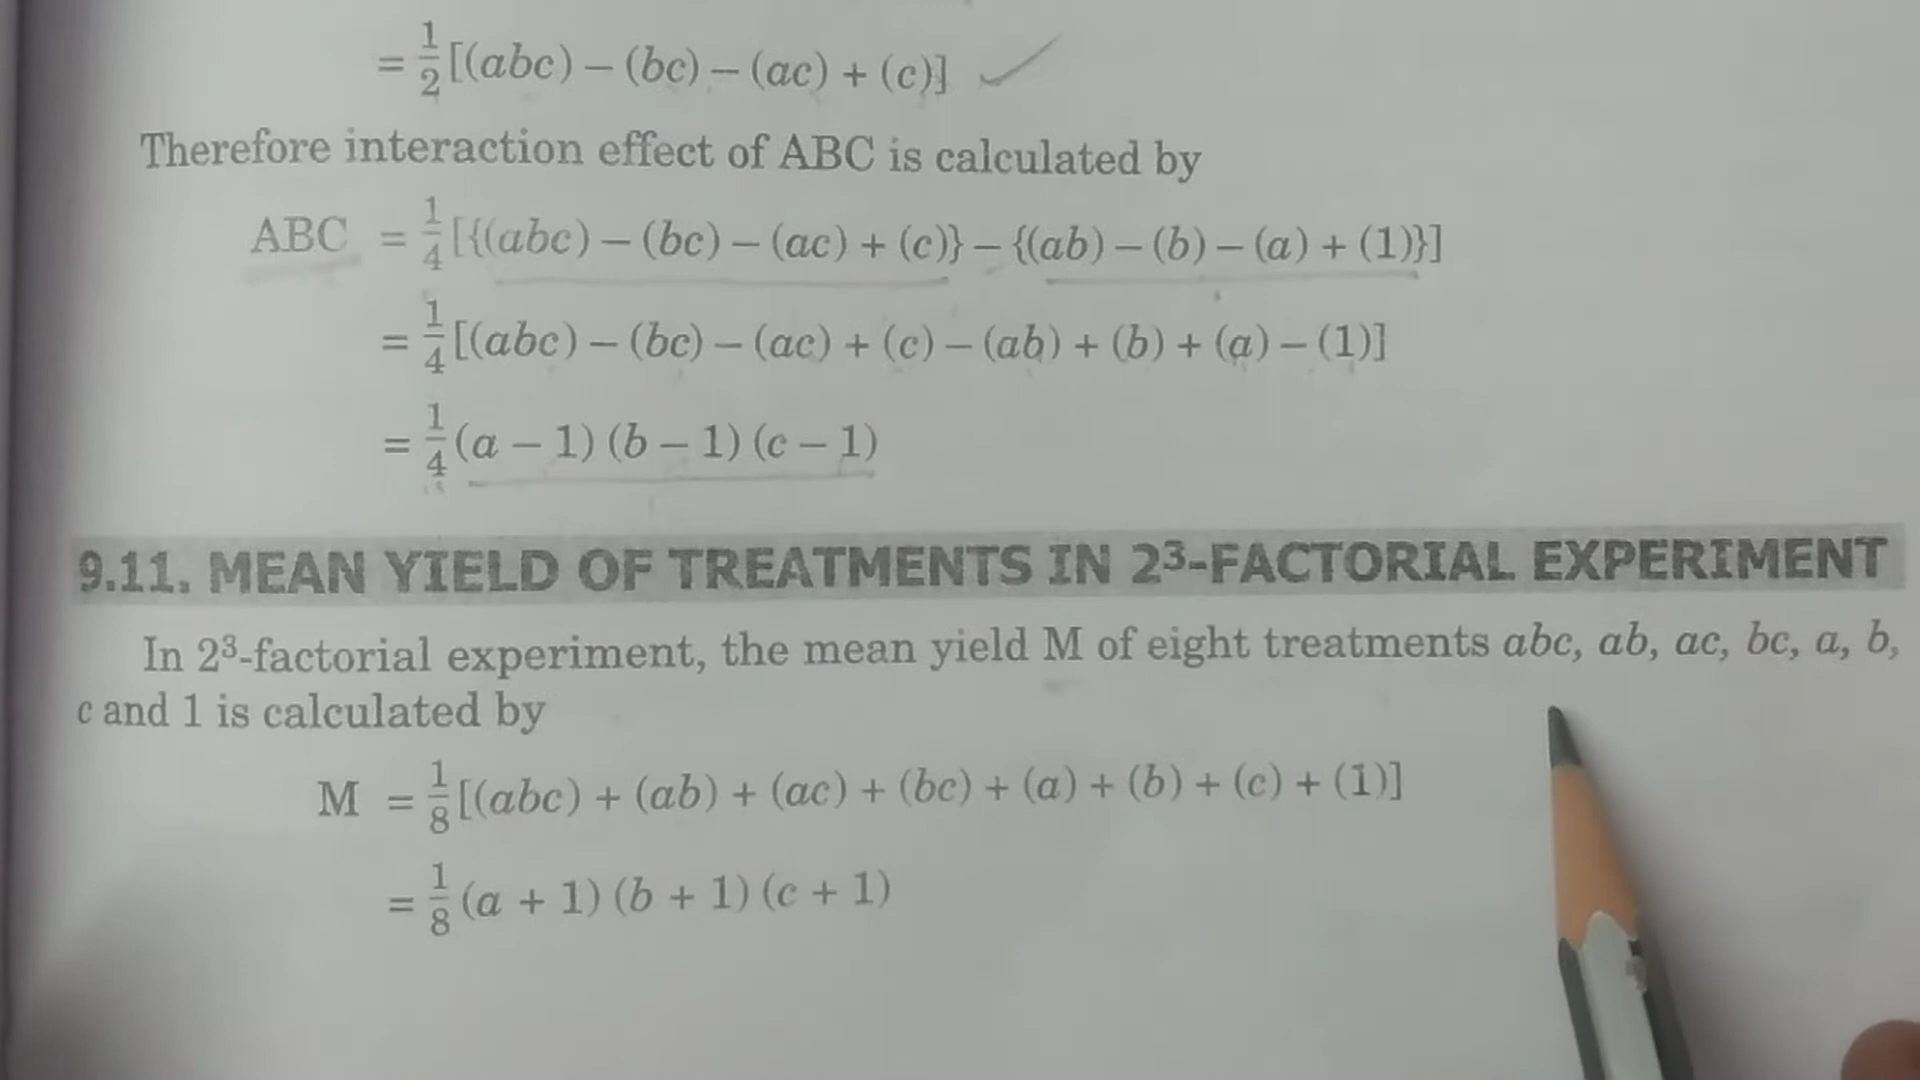 = 1/2 [(abc) – (bc) – (ac) + (c)]
Therefore interaction effect of ABC is calculated by
ABC = 1/4 [{(abc) – (bc) – (ac) + (c)} – {(ab) – (b) – (a) + (1)}]
= 1/4 [(abc) – (bc) – (ac) + (c) – (ab) + (b) + (a) – (1)]
= 1/4 (a – 1) (b – 1) (c – 1)
9.11. MEAN YIELD OF TREATMENTS IN 2³-FACTORIAL EXPERIMENT
In 2³-factorial experiment, the mean yield M of eight treatments abc, ab, ac, bc, a, b,
c and 1 is calculated by
M = 1/8 [(abc) + (ab) + (ac) + (bc) + (a) + (b) + (c) + (1)]
= 1/8 (a + 1) (b + 1) (c + 1)